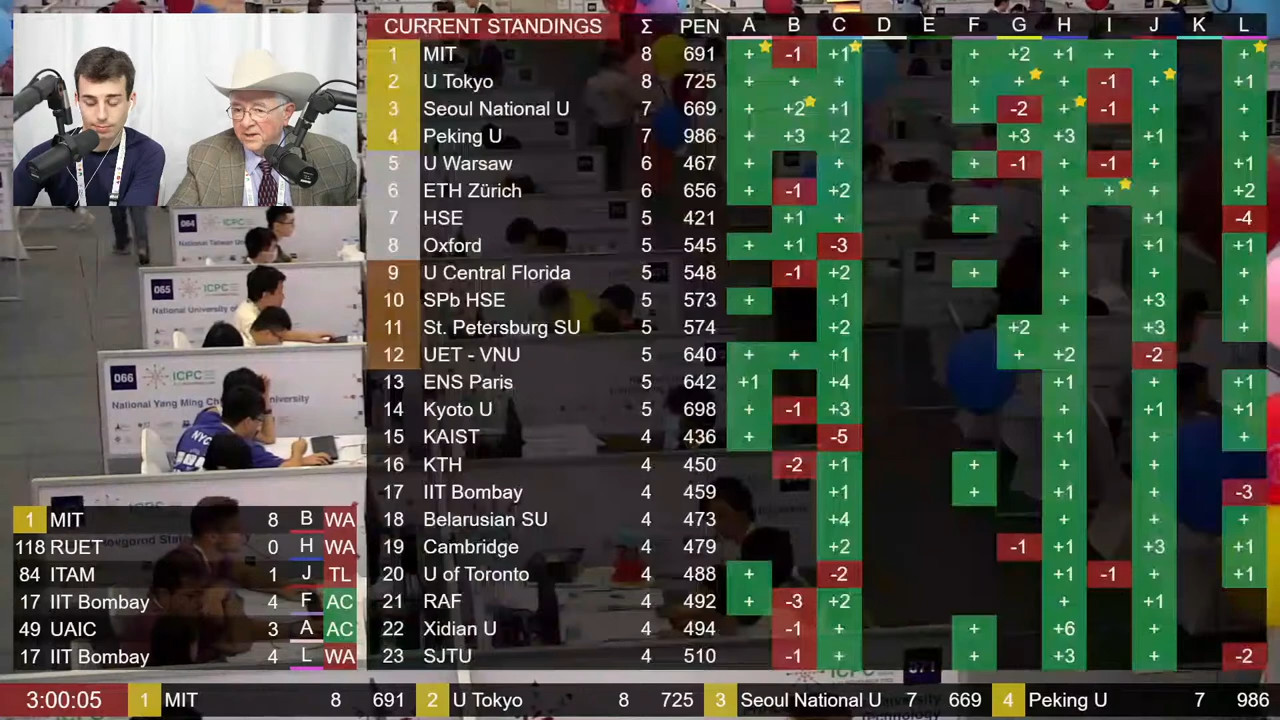 CURRENT STANDINGS Σ PEN A B C D E F G H I J K L
1 MIT 8 691 + -1 +1 + +2 +1 + + +
2 U Tokyo 8 725 + + + + + + -1 + +1
3 Seoul National U 7 669 + +2 +1 + -2 + -1 + +
4 Peking U 7 986 + +3 +2 +3 +3 +1 +
5 U Warsaw 6 467 + + + -1 + -1 + +1
6 ETH Zürich 6 656 + -1 +2 + + + +2
7 HSE 5 421 +1 + + + +1 -4
8 Oxford 5 545 + +1 -3 + +1 +1
9 U Central Florida 5 548 -1 +2 + + + +
10 SPb HSE 5 573 + +1 + +3 +
11 St. Petersburg SU 5 574 +2 +2 + +3 +
12 UET - VNU 5 640 + + +1 + +2 -2
13 ENS Paris 5 642 +1 +4 +1 + +1
14 Kyoto U 5 698 + -1 +3 + +1 +1
15 KAIST 4 436 + -5 +1 + +
16 KTH 4 450 -2 +1 + + +
17 IIT Bombay 4 459 +1 + +1 + -3
18 Belarusian SU 4 473 +4 + + +
19 Cambridge 4 479 +2 -1 +1 +3 +1
20 U of Toronto 4 488 + -2 +1 -1 + +1
21 RAF 4 492 + -3 +2 + +1
22 Xidian U 4 494 -1 + + +6 +
23 SJTU 4 510 -1 + + +3 + -2
064 ICPC
National Taiwan Un
065 ICPC
National University of
066 ICPC
National Yang Ming Ch University
NYC
1 MIT 8 B WA
118 RUET 0 H WA
84 ITAM 1 J TL
17 IIT Bombay 4 F AC
49 UAIC 3 A AC
17 IIT Bombay 4 L WA
3:00:05 1 MIT 8 691 2 U Tokyo 8 725 3 Seoul National U 7 669 4 Peking U 7 986